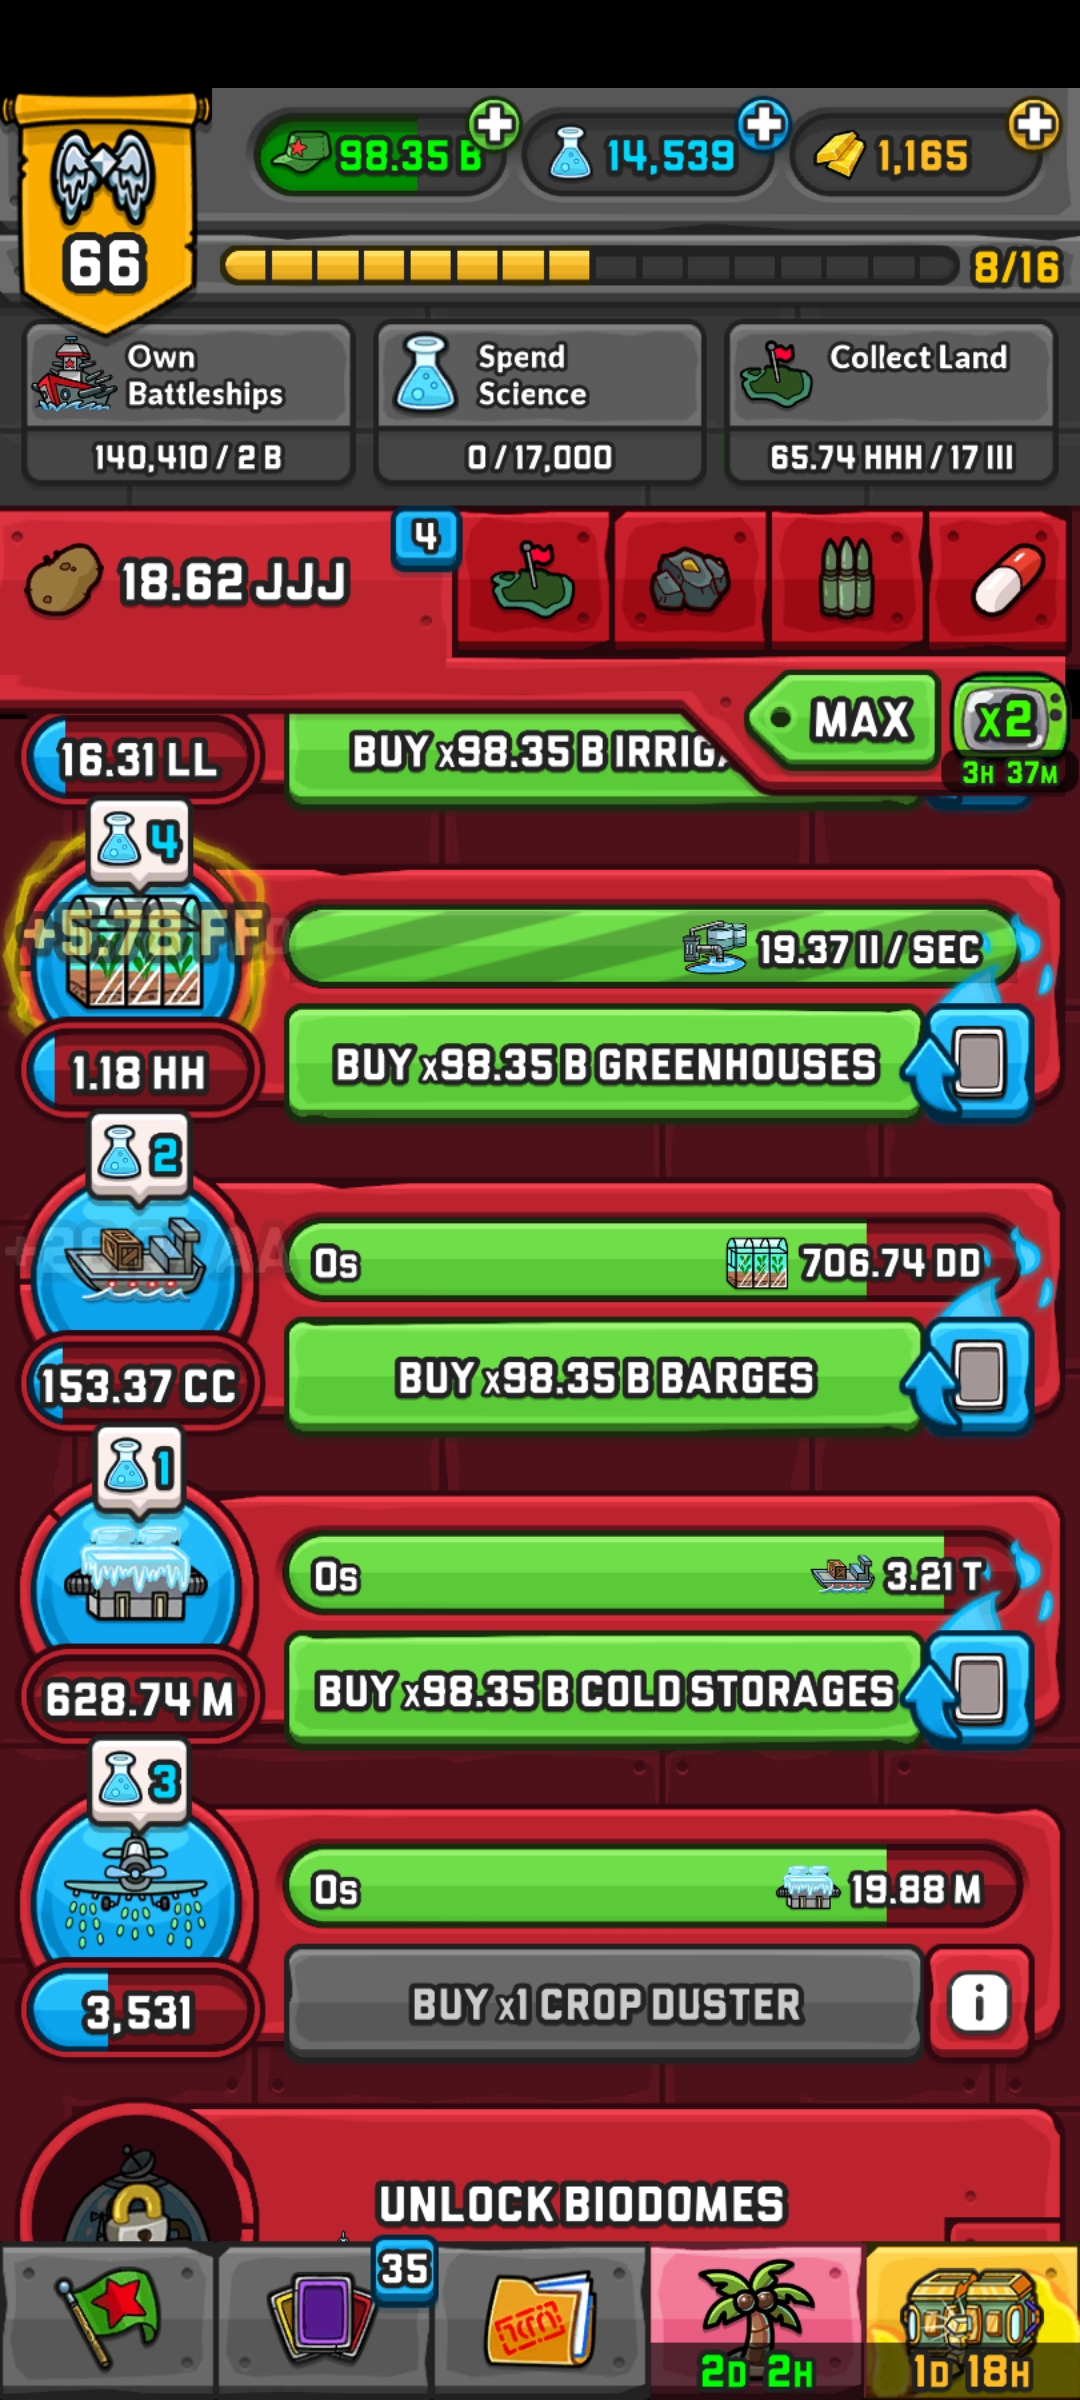 98.35 B
14,539
1,165
66
8/16
Own
Battleships
140,410 / 2 B
Spend
Science
0 / 17,000
Collect Land
65.74 HHH / 17 III
18.62 JJJ
4
MAX
x2
3H 37M
16.31 LL
BUY x98.35 B IRRIG
4
+5.78 FF
19.37 II / SEC
1.18 HH
BUY x98.35 B GREENHOUSES
2
0s
706.74 DD
153.37 CC
BUY x98.35 B BARGES
1
0s
3.21 T
628.74 M
BUY x98.35 B COLD STORAGES
3
0s
19.88 M
3,531
BUY x1 CROP DUSTER
i
UNLOCK BIODOMES
35
2D 2H
1D 18H